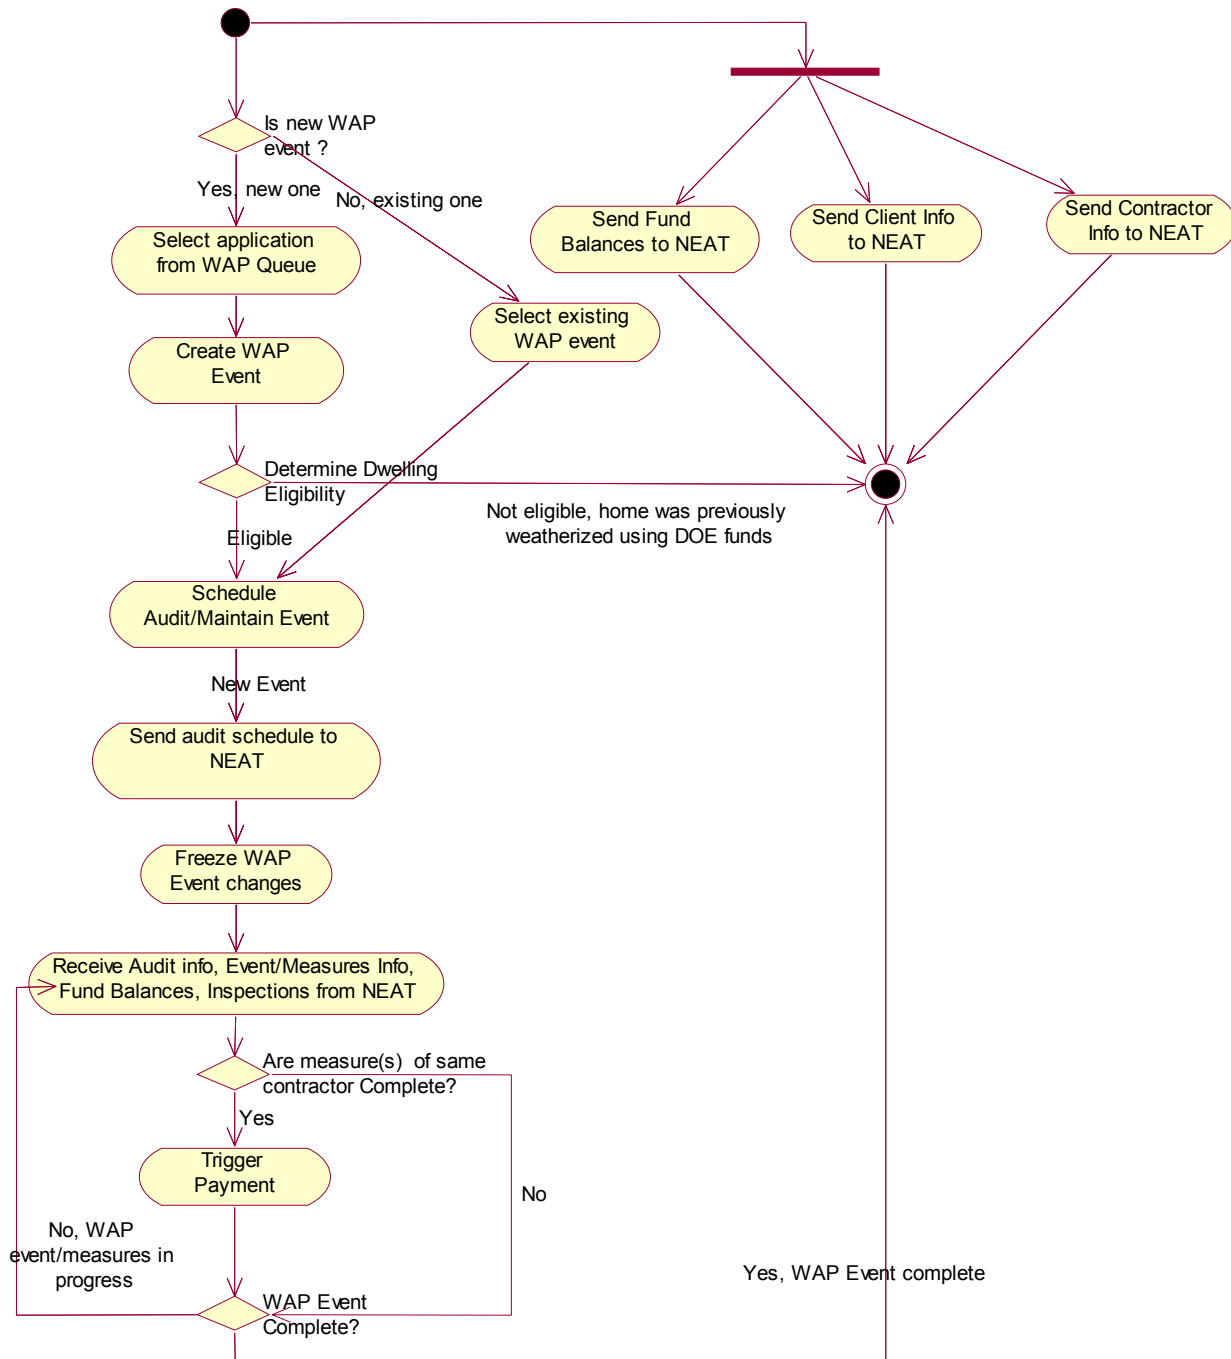 Is new WAP
event ?
Yes, new one
No, existing one
Select application
from WAP Queue
Send Fund
Balances to NEAT
Send Client Info
to NEAT
Send Contractor
Info to NEAT
Select existing
WAP event
Create WAP
Event
Determine Dwelling
Eligibility
Not eligible, home was previously
weatherized using DOE funds
Eligible
Schedule
Audit/Maintain Event
New Event
Send audit schedule to
NEAT
Freeze WAP
Event changes
Receive Audit info, Event/Measures Info,
Fund Balances, Inspections from NEAT
Are measure(s)  of same
contractor Complete?
Yes
Trigger
Payment
No
No, WAP
event/measures in
progress
Yes, WAP Event complete
WAP Event
Complete?